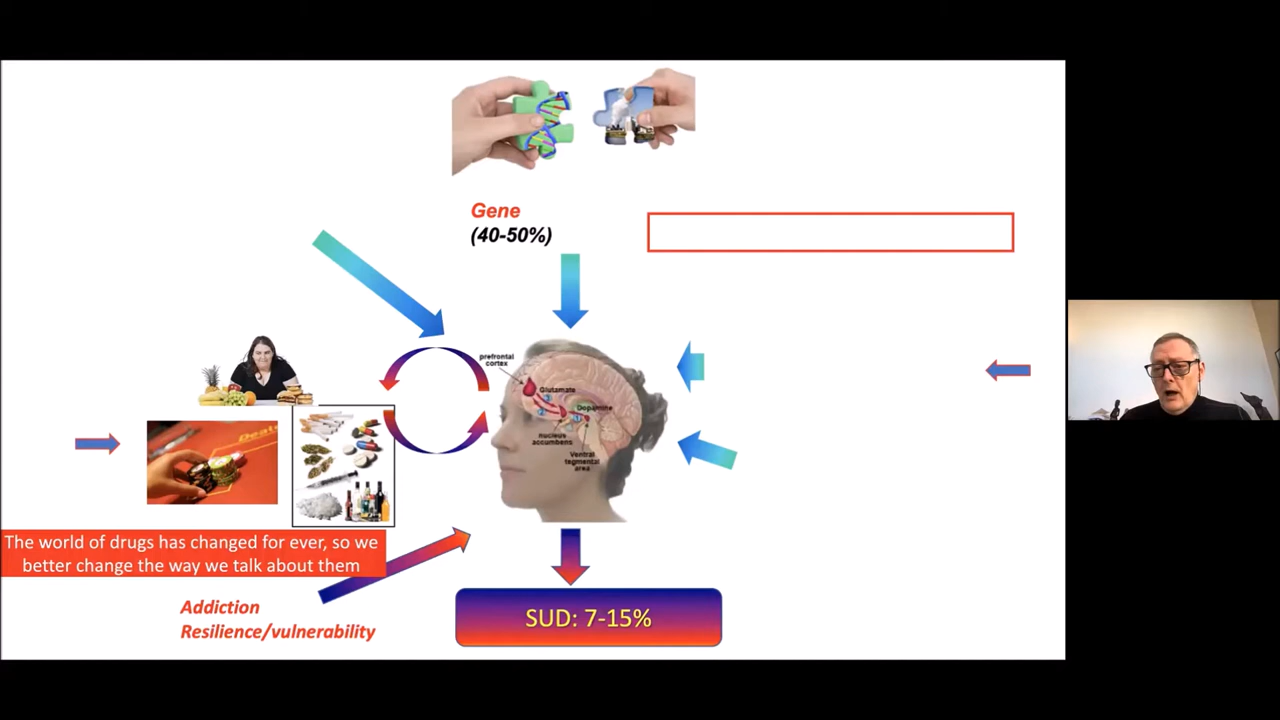 Gene
(40-50%)
prefrontal
cortex
Glutamate
Dopamine
nucleus
accumbens
Ventral
tegmental
area
The world of drugs has changed for ever, so we
better change the way we talk about them
Addiction
Resilience/vulnerability
SUD: 7-15%